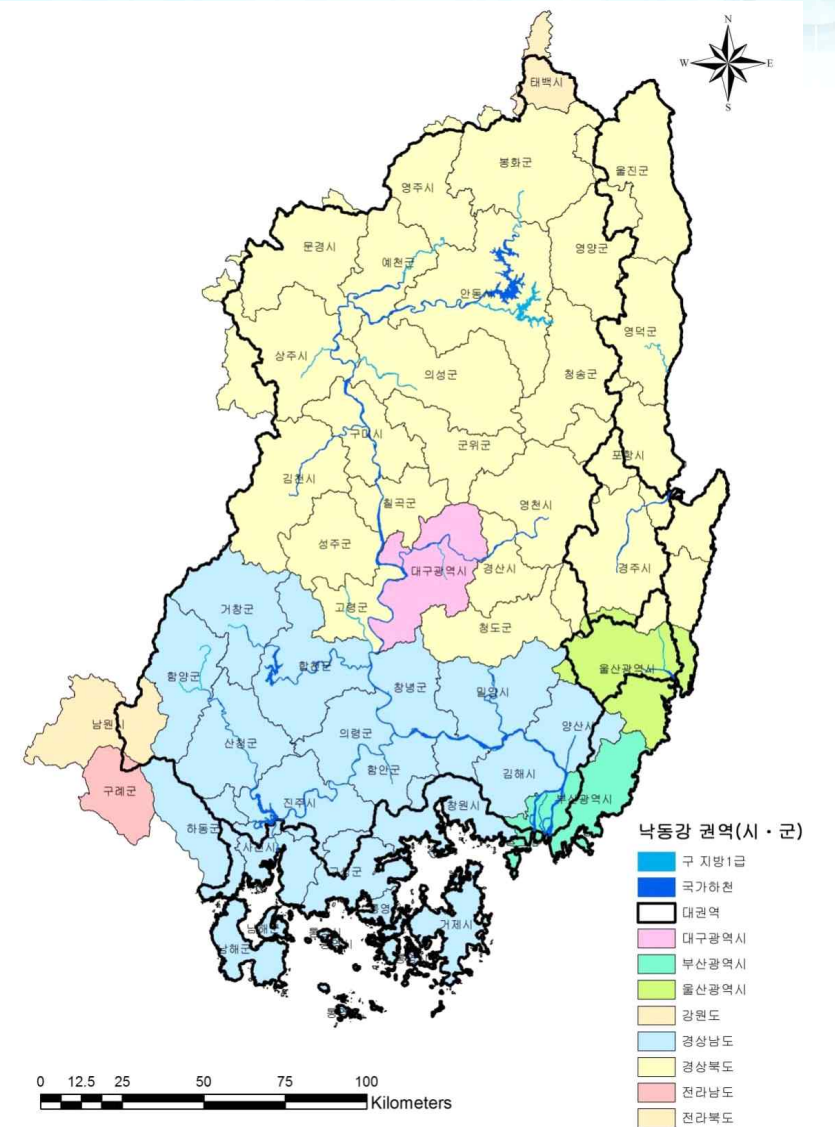 N
W E
S
태백시
봉화군
울진군
영주시
문경시
예천군
영양군
안동시
영덕군
상주시
의성군
청송군
구미시
군위군
포항시
김천시
칠곡군
영천시
성주군
대구광역시
경산시
경주시
거창군
고령군
청도군
합천군
울산광역시
함양군
창녕군
밀양시
남원시
의령군
양산시
산청군
함안군
김해시
구례군
진주시
창원시
부산광역시
하동군
사천시
거제시
남해군
남해군
낙동강 권역(시・군)
구 지방1급
국가하천
대권역
대구광역시
부산광역시
울산광역시
강원도
경상남도
경상북도
전라남도
전라북도
0 12.5 25 50 75 100
Kilometers